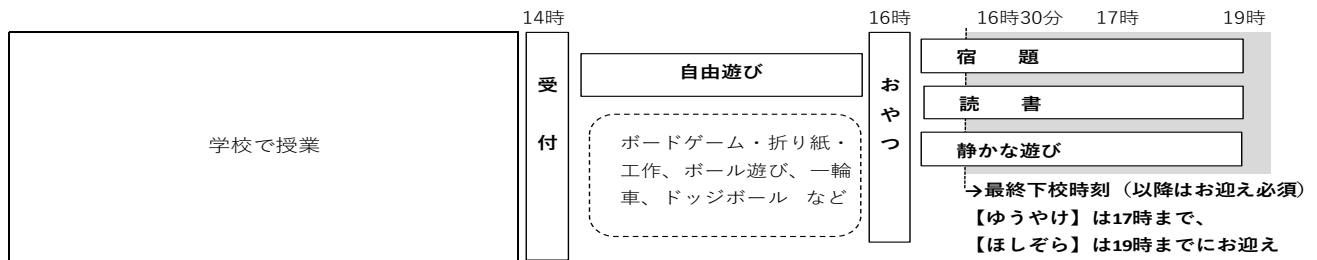 14時
16時
16時30分
17時
19時
学校で授業
受付
自由遊び
ボードゲーム・折り紙・
工作、ボール遊び、一輪
車、ドッジボール など
おやつ
宿 題
読 書
静かな遊び
→最終下校時刻（以降はお迎え必須）
【ゆうやけ】は17時まで、
【ほしぞら】は19時までにお迎え